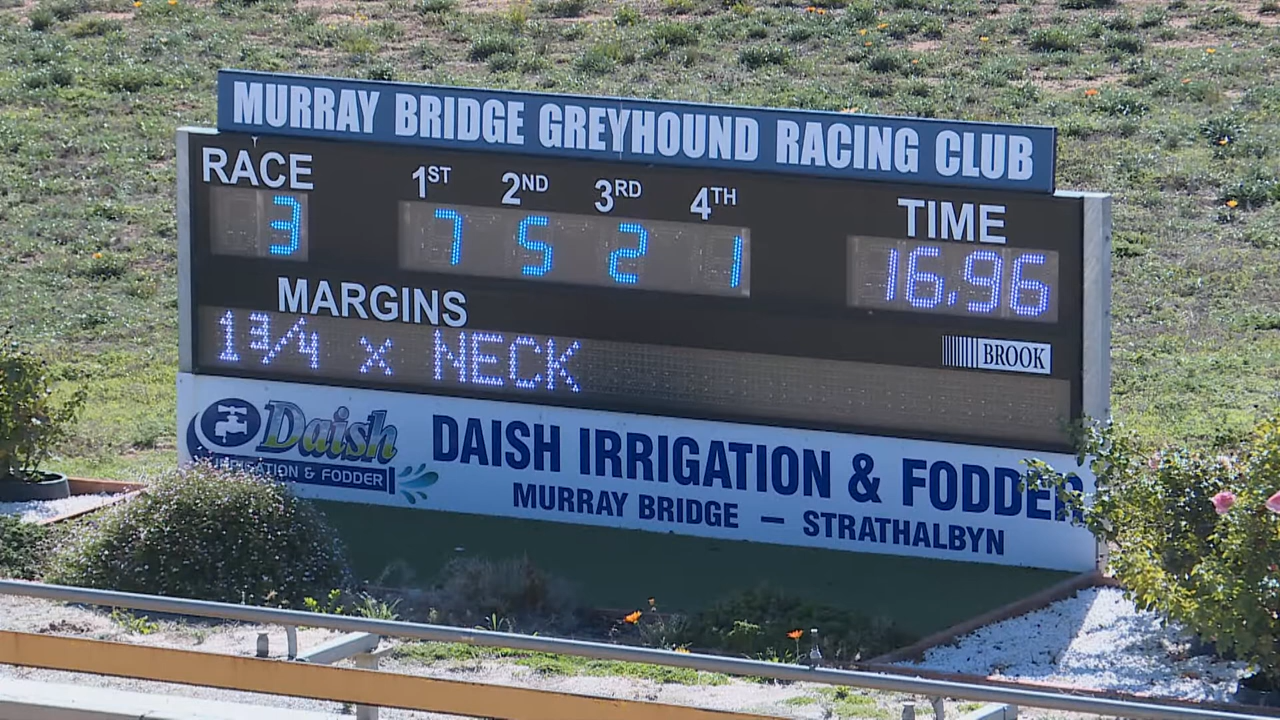 MURRAY BRIDGE GREYHOUND RACING CLUB
RACE 1ST 2ND 3RD 4TH TIME
3 7 5 2 1 16.96
MARGINS
1 3/4 x NECK
BROOK
Daish
IRRIGATION & FODDER
DAISH IRRIGATION & FODDER
MURRAY BRIDGE – STRATHALBYN